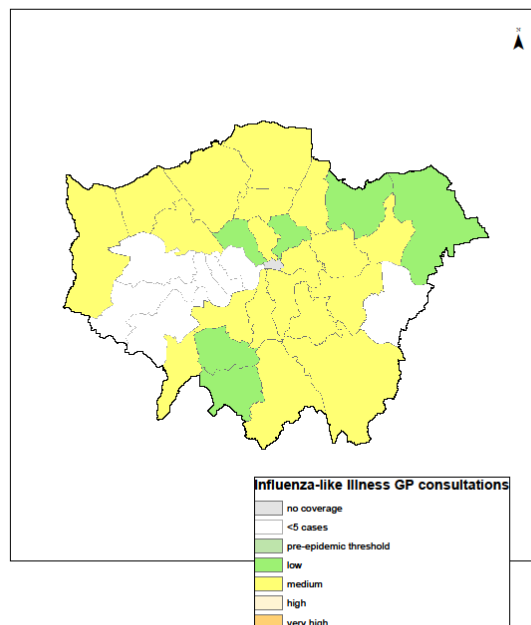 N
Influenza-like Illness GP consultations
no coverage
<5 cases
pre-epidemic threshold
low
medium
high
very high